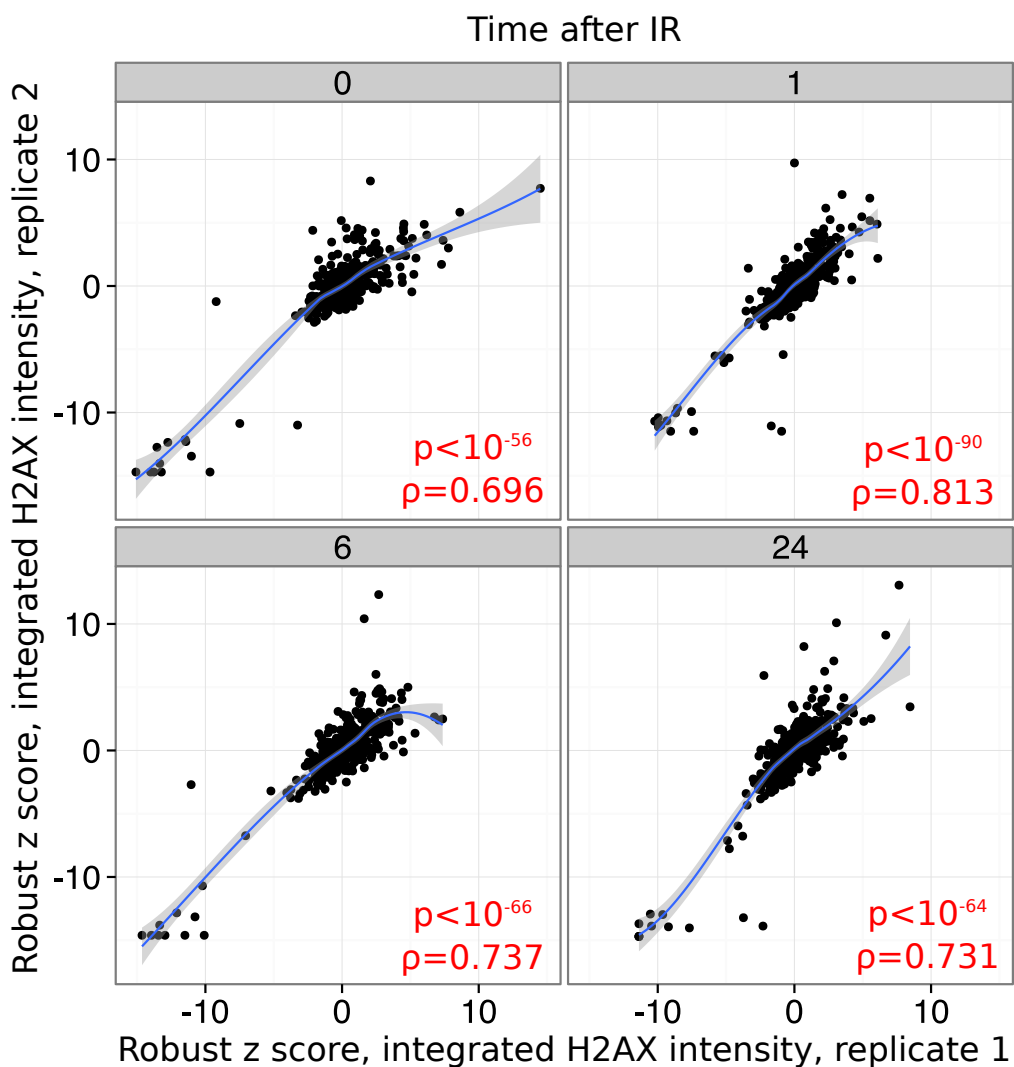 Time after IR
0
1
10
0
-10
p<10^-56
ρ=0.696
p<10^-90
ρ=0.813
6
24
10
0
-10
p<10^-66
ρ=0.737
p<10^-64
ρ=0.731
-10 0 10
-10 0 10
Robust z score, integrated H2AX intensity, replicate 1
Robust z score, integrated H2AX intensity, replicate 2